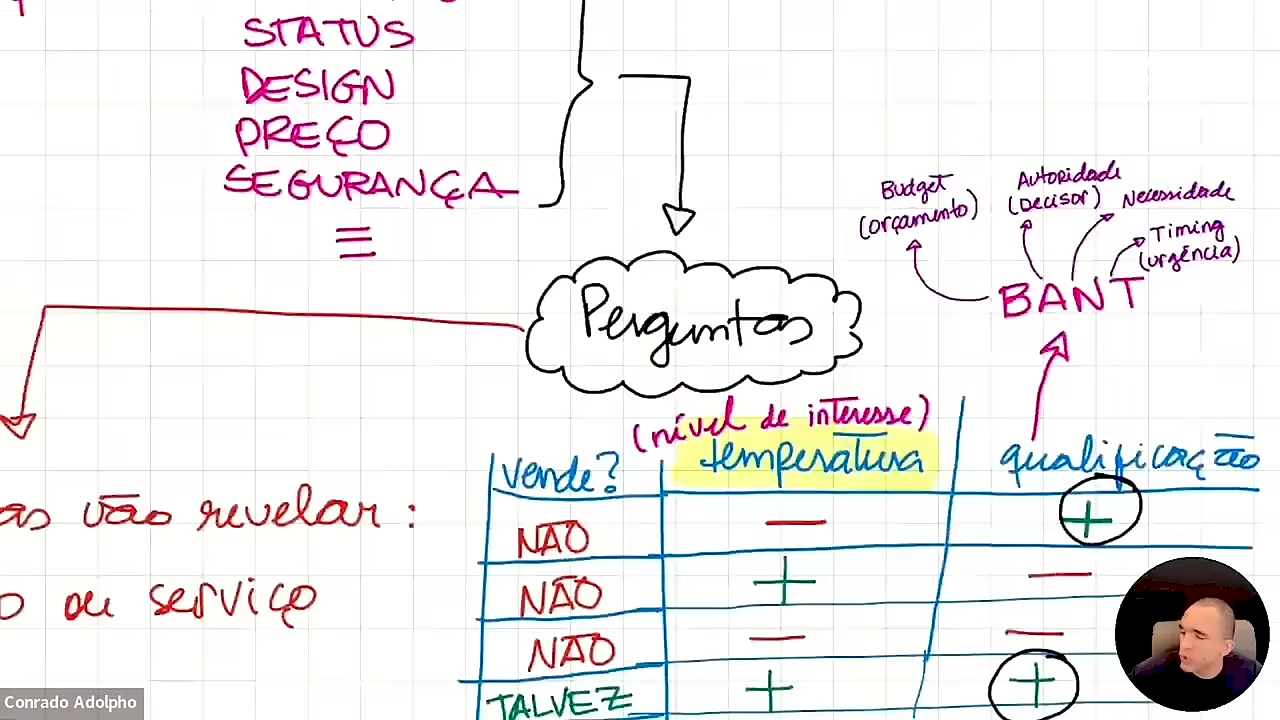 STATUS
DESIGN
PREÇO
SEGURANÇA
Budget
(orçamento)
Autoridade
(Decisor)
Necessidade
Timing
(urgência)
BANT
Perguntas
(nível de interesse)
vende?
temperatura
qualificação
NÃO
— +
NÃO
+ —
NÃO
— —
TALVEZ
+ +
as vão revelar:
o ou serviço
Conrado Adolpho